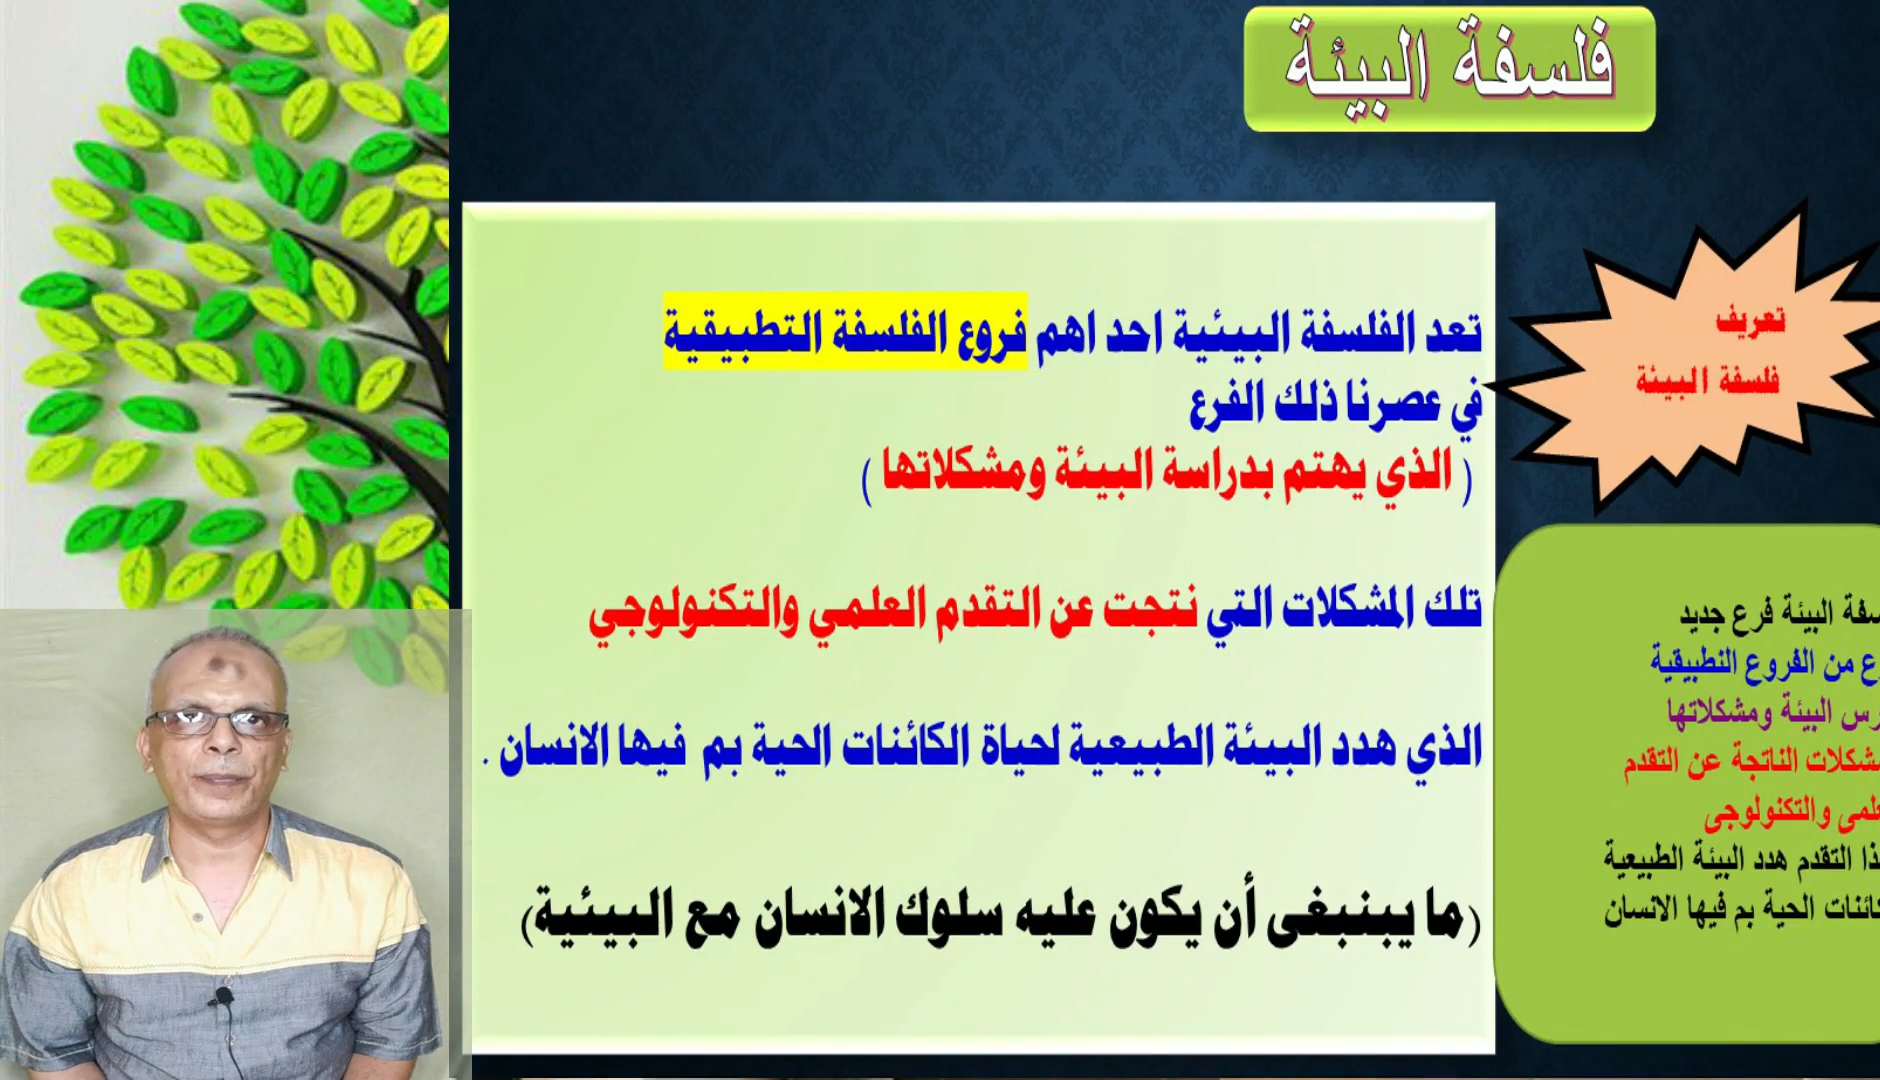 فلسفة البيئة
تعريف
فلسفة البيئة
تعد الفلسفة البيئية احد اهم فروع الفلسفة التطبيقية
في عصرنا ذلك الفرع
( الذي يهتم بدراسة البيئة ومشكلاتها )
تلك المشكلات التي نتجت عن التقدم العلمي والتكنولوجي
الذي هدد البيئة الطبيعية لحياة الكائنات الحية بم فيها الانسان .
(ما يبنبغى أن يكون عليه سلوك الانسان مع البيئية)
البيئة فرع جديد
من الفروع النطبيقية
البيئة ومشكلاتها
الناتجة عن التقدم
والتكنولوجى
التقدم هدد البيئة الطبيعية
الحية بم فيها الانسان